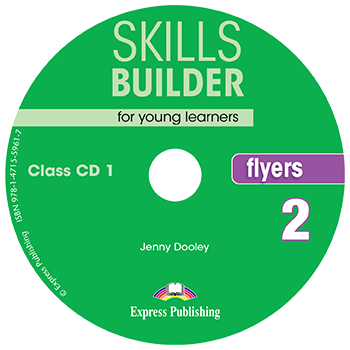 SKILLS
BUILDER
for young learners
Class CD 1
flyers
2
ISBN 978-1-4715-5961-7
© Express Publishing
Jenny Dooley
Express Publishing